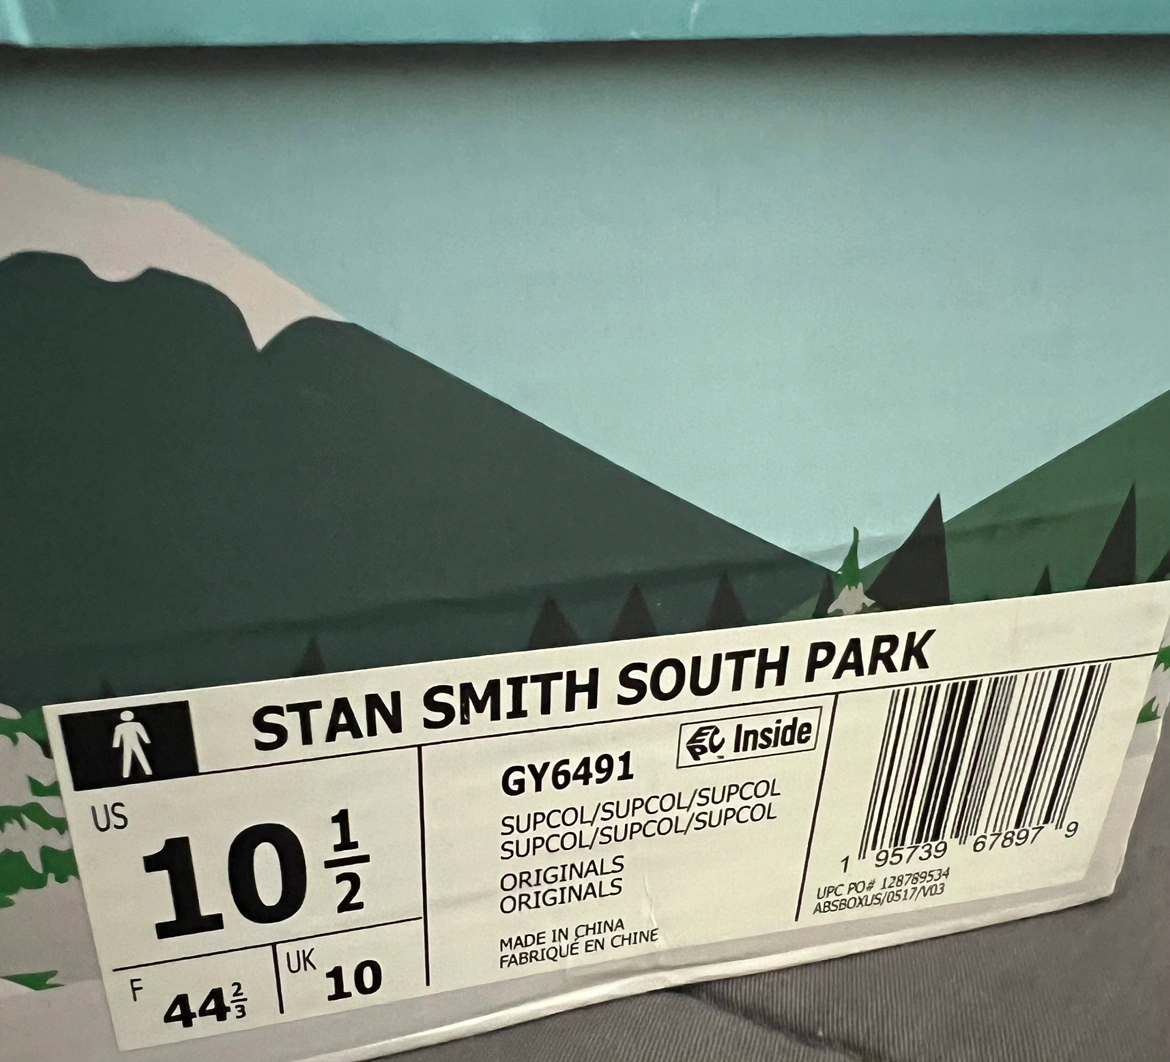 STAN SMITH SOUTH PARK
US
10 1/2
F 44 2/3
UK 10
GY6491
Inside
SUPCOL/SUPCOL/SUPCOL
SUPCOL/SUPCOL/SUPCOL
ORIGINALS
ORIGINALS
MADE IN CHINA
FABRIQUÉ EN CHINE
1 95739 67897 9
UPC PO# 128789534
ABSBOXUS/0517/V03